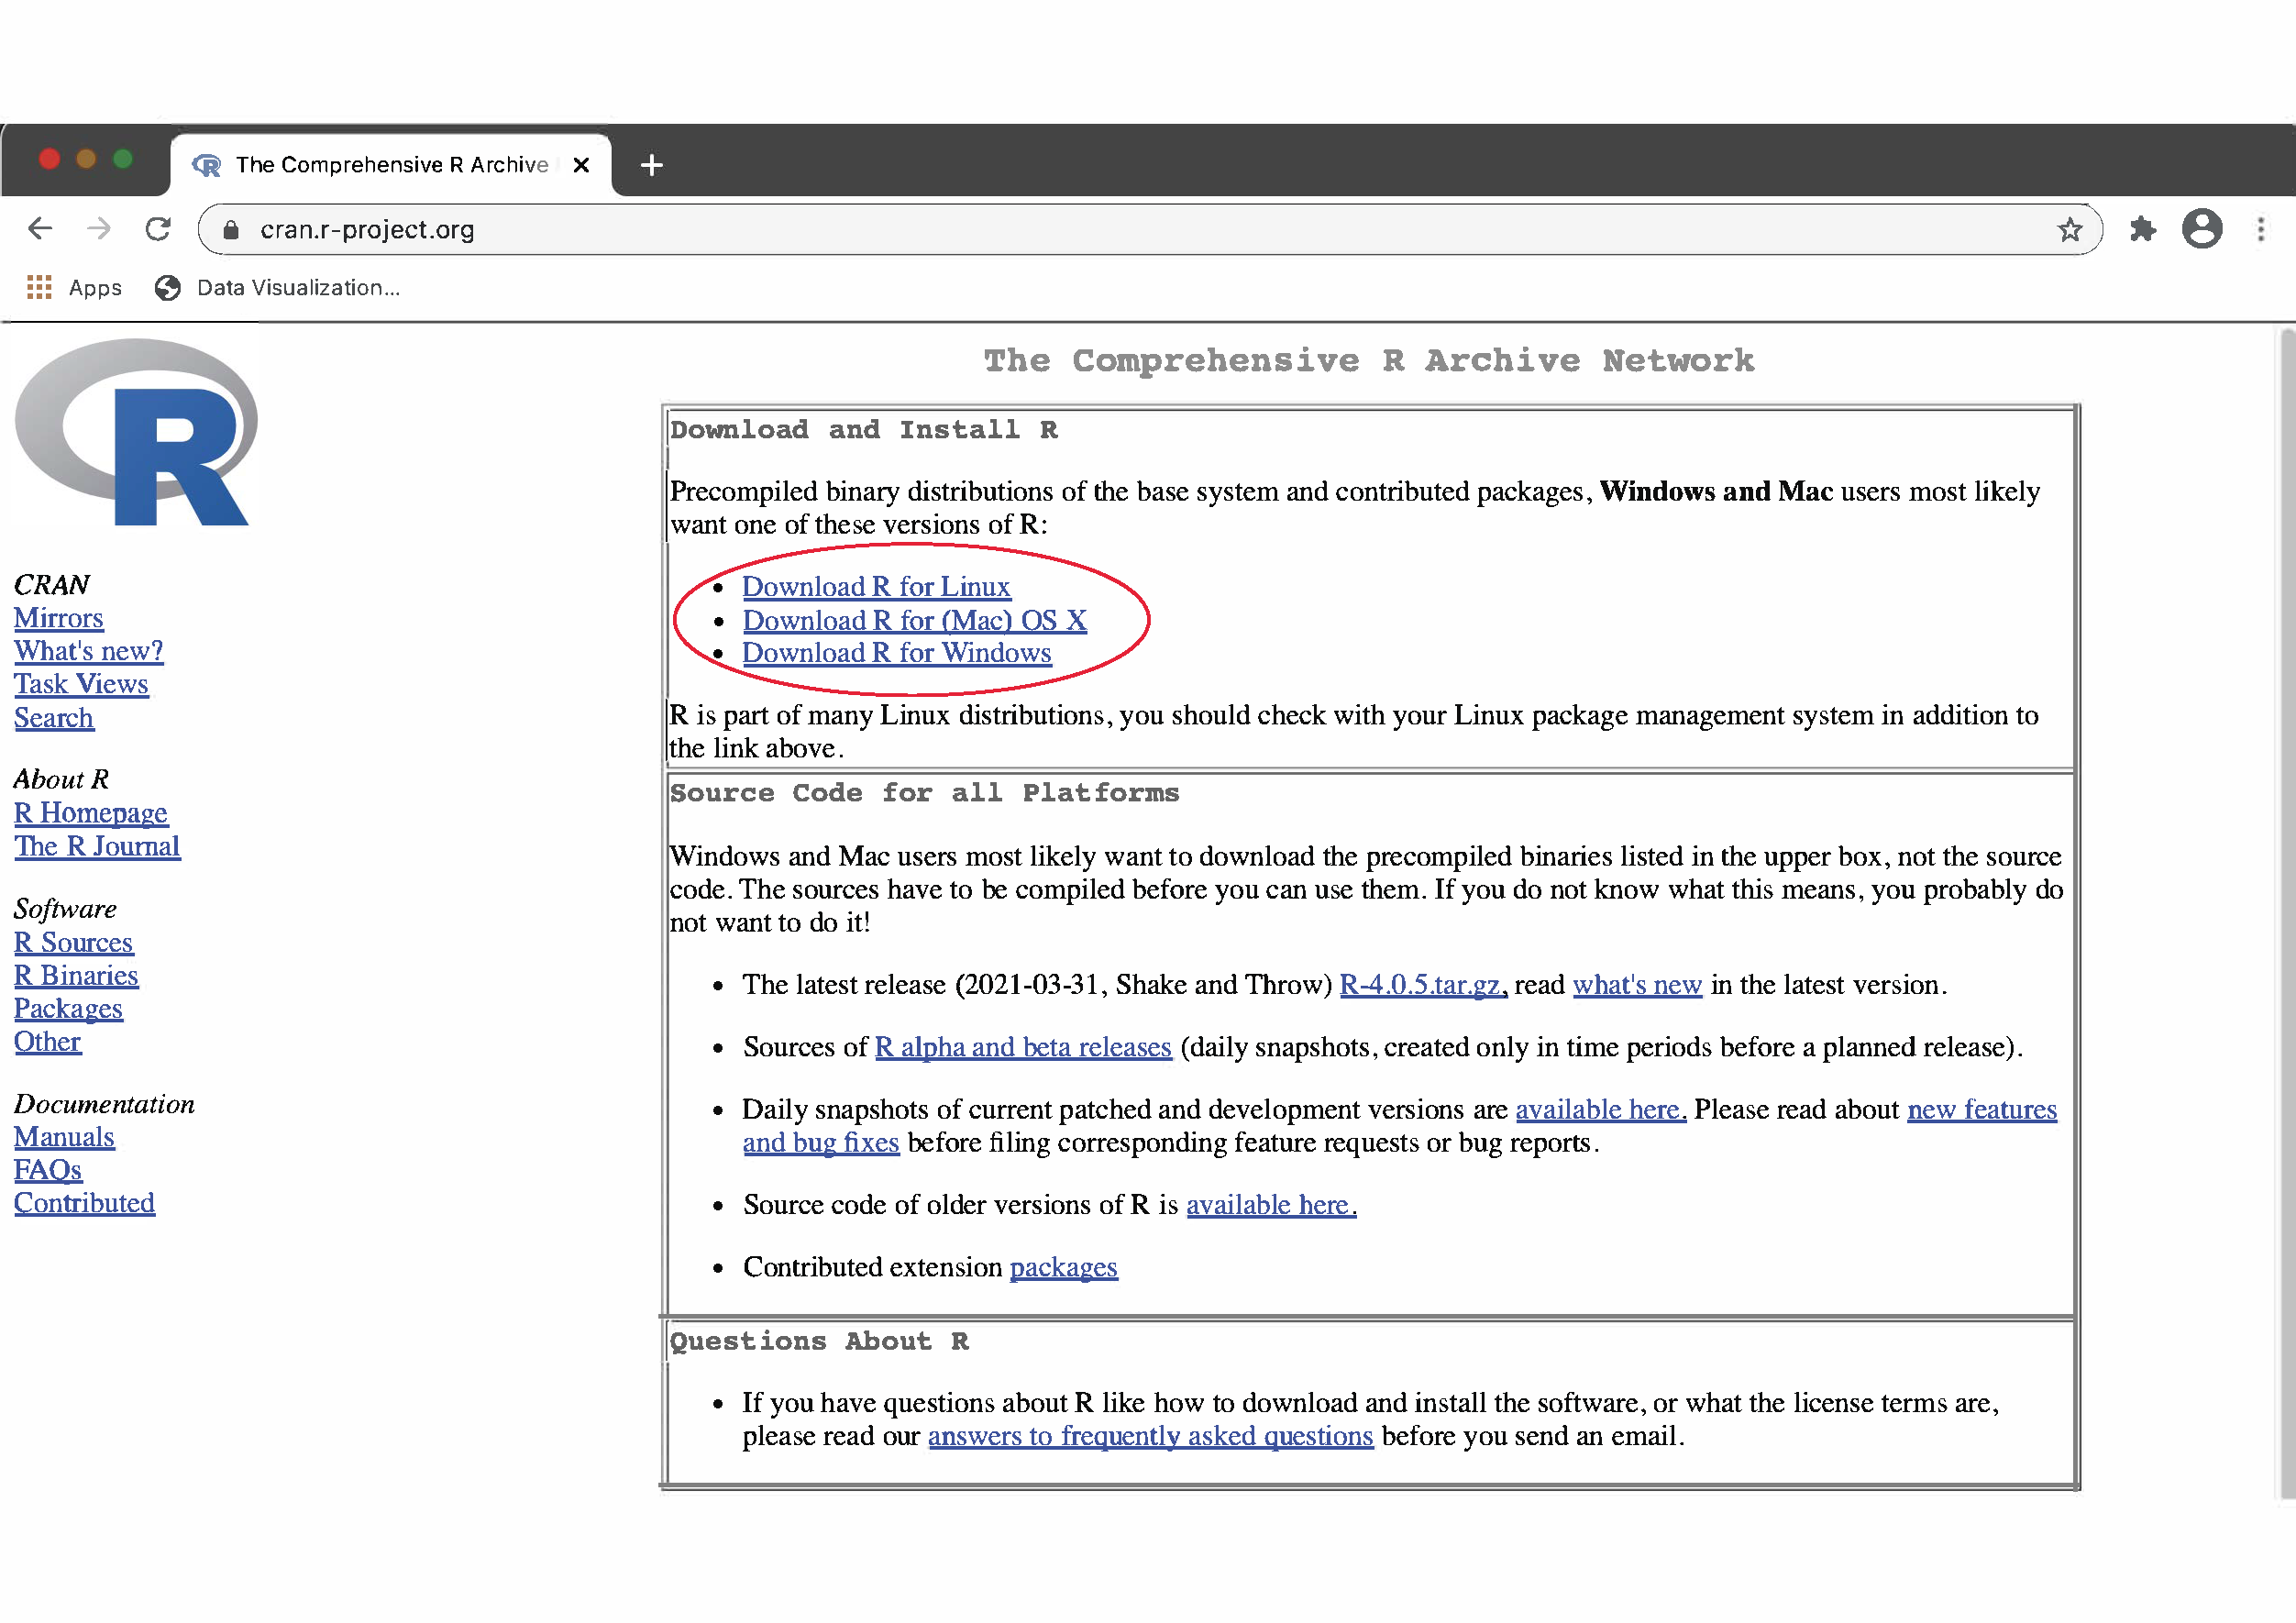 The Comprehensive R Archive
cran.r-project.org
Apps
Data Visualization...
R
CRAN
Mirrors
What's new?
Task Views
Search
About R
R Homepage
The R Journal
Software
R Sources
R Binaries
Packages
Other
Documentation
Manuals
FAQs
Contributed
The Comprehensive R Archive Network
Download and Install R
Precompiled binary distributions of the base system and contributed packages, Windows and Mac users most likely
want one of these versions of R:
• Download R for Linux
• Download R for (Mac) OS X
• Download R for Windows
R is part of many Linux distributions, you should check with your Linux package management system in addition to
the link above.
Source Code for all Platforms
Windows and Mac users most likely want to download the precompiled binaries listed in the upper box, not the source
code. The sources have to be compiled before you can use them. If you do not know what this means, you probably do
not want to do it!
• The latest release (2021-03-31, Shake and Throw) R-4.0.5.tar.gz, read what's new in the latest version.
• Sources of R alpha and beta releases (daily snapshots, created only in time periods before a planned release).
• Daily snapshots of current patched and development versions are available here. Please read about new features
and bug fixes before filing corresponding feature requests or bug reports.
• Source code of older versions of R is available here.
• Contributed extension packages
Questions About R
• If you have questions about R like how to download and install the software, or what the license terms are,
please read our answers to frequently asked questions before you send an email.